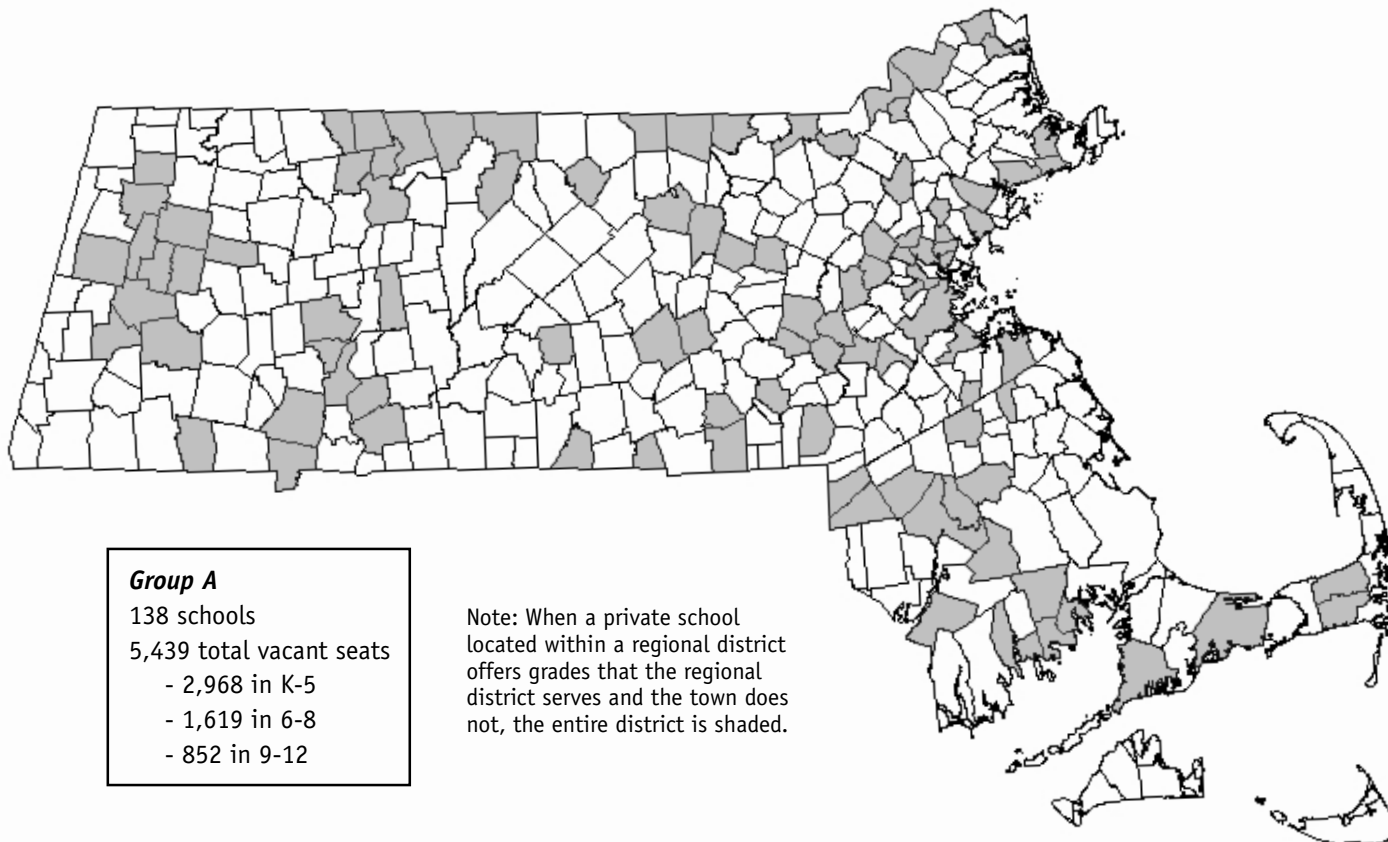 Group A
138 schools
5,439 total vacant seats
- 2,968 in K-5
- 1,619 in 6-8
- 852 in 9-12
Note: When a private school
located within a regional district
offers grades that the regional
district serves and the town does
not, the entire district is shaded.